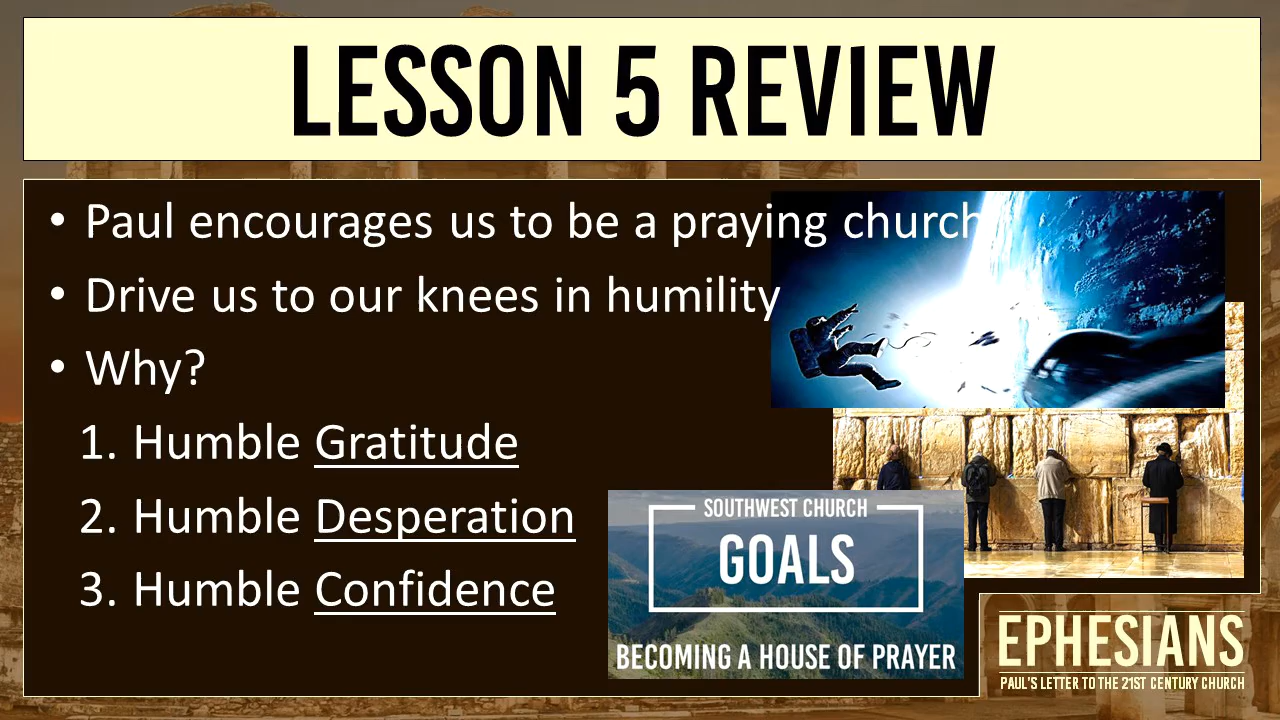 LESSON 5 REVIEW
• Paul encourages us to be a praying church
• Drive us to our knees in humility
• Why?
1. Humble Gratitude
2. Humble Desperation
3. Humble Confidence
SOUTHWEST CHURCH
GOALS
BECOMING A HOUSE OF PRAYER
EPHESIANS
PAUL'S LETTER TO THE 21ST CENTURY CHURCH